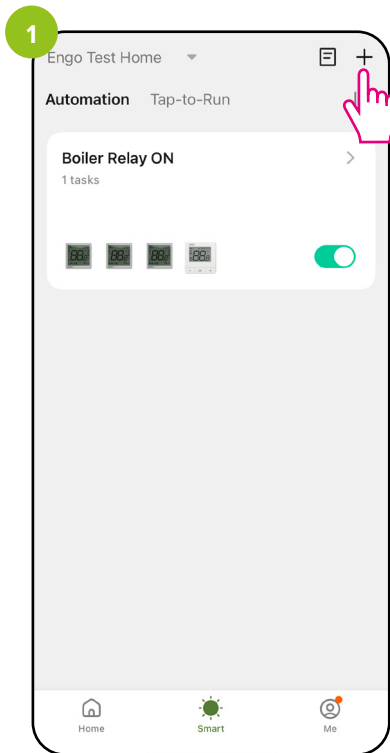 1
Engo Test Home
Automation Tap-to-Run
Boiler Relay ON
1 tasks
Home Smart Me